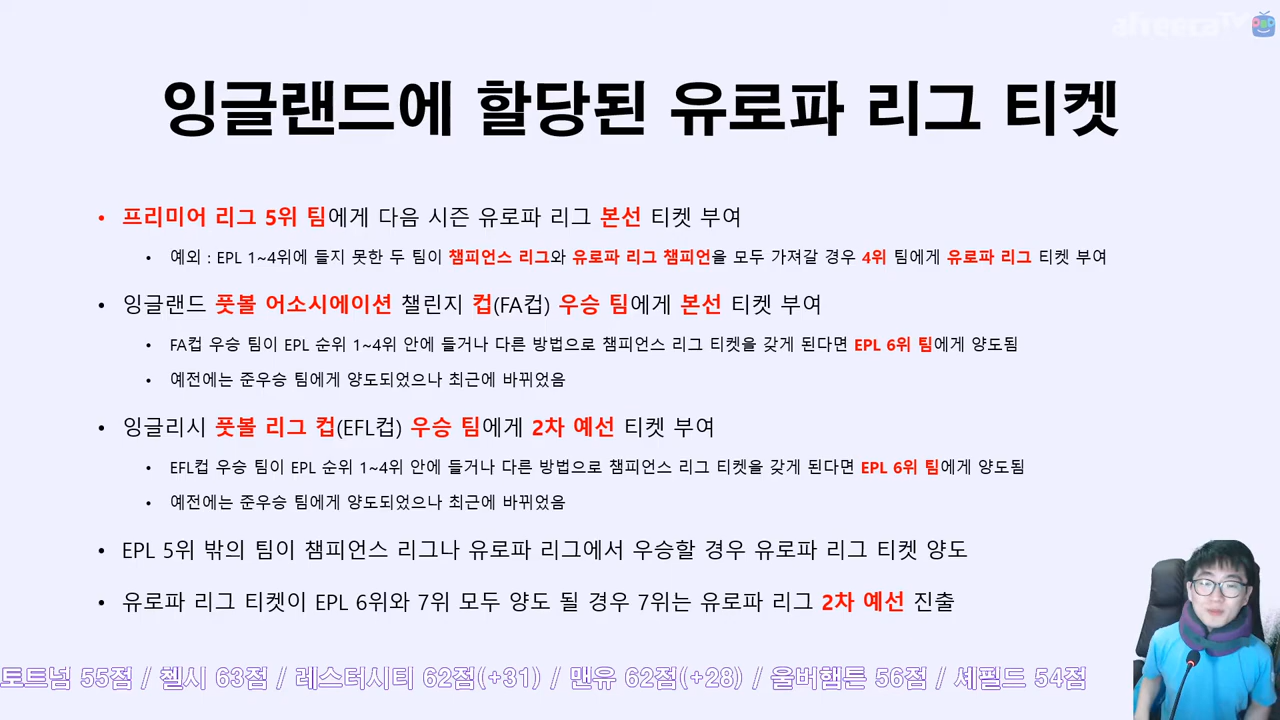 afreecaTV
잉글랜드에 할당된 유로파 리그 티켓
• 프리미어 리그 5위 팀에게 다음 시즌 유로파 리그 본선 티켓 부여
• 예외 : EPL 1~4위에 들지 못한 두 팀이 챔피언스 리그와 유로파 리그 챔피언을 모두 가져갈 경우 4위 팀에게 유로파 리그 티켓 부여
• 잉글랜드 풋볼 어소시에이션 챌린지 컵(FA컵) 우승 팀에게 본선 티켓 부여
• FA컵 우승 팀이 EPL 순위 1~4위 안에 들거나 다른 방법으로 챔피언스 리그 티켓을 갖게 된다면 EPL 6위 팀에게 양도됨
• 예전에는 준우승 팀에게 양도되었으나 최근에 바뀌었음
• 잉글리시 풋볼 리그 컵(EFL컵) 우승 팀에게 2차 예선 티켓 부여
• EFL컵 우승 팀이 EPL 순위 1~4위 안에 들거나 다른 방법으로 챔피언스 리그 티켓을 갖게 된다면 EPL 6위 팀에게 양도됨
• 예전에는 준우승 팀에게 양도되었으나 최근에 바뀌었음
• EPL 5위 밖의 팀이 챔피언스 리그나 유로파 리그에서 우승할 경우 유로파 리그 티켓 양도
• 유로파 리그 티켓이 EPL 6위와 7위 모두 양도 될 경우 7위는 유로파 리그 2차 예선 진출
토트넘 55점 / 첼시 63점 / 레스터시티 62점(+31) / 맨유 62점(+28) / 울버햄튼 56점 / 셰필드 54점